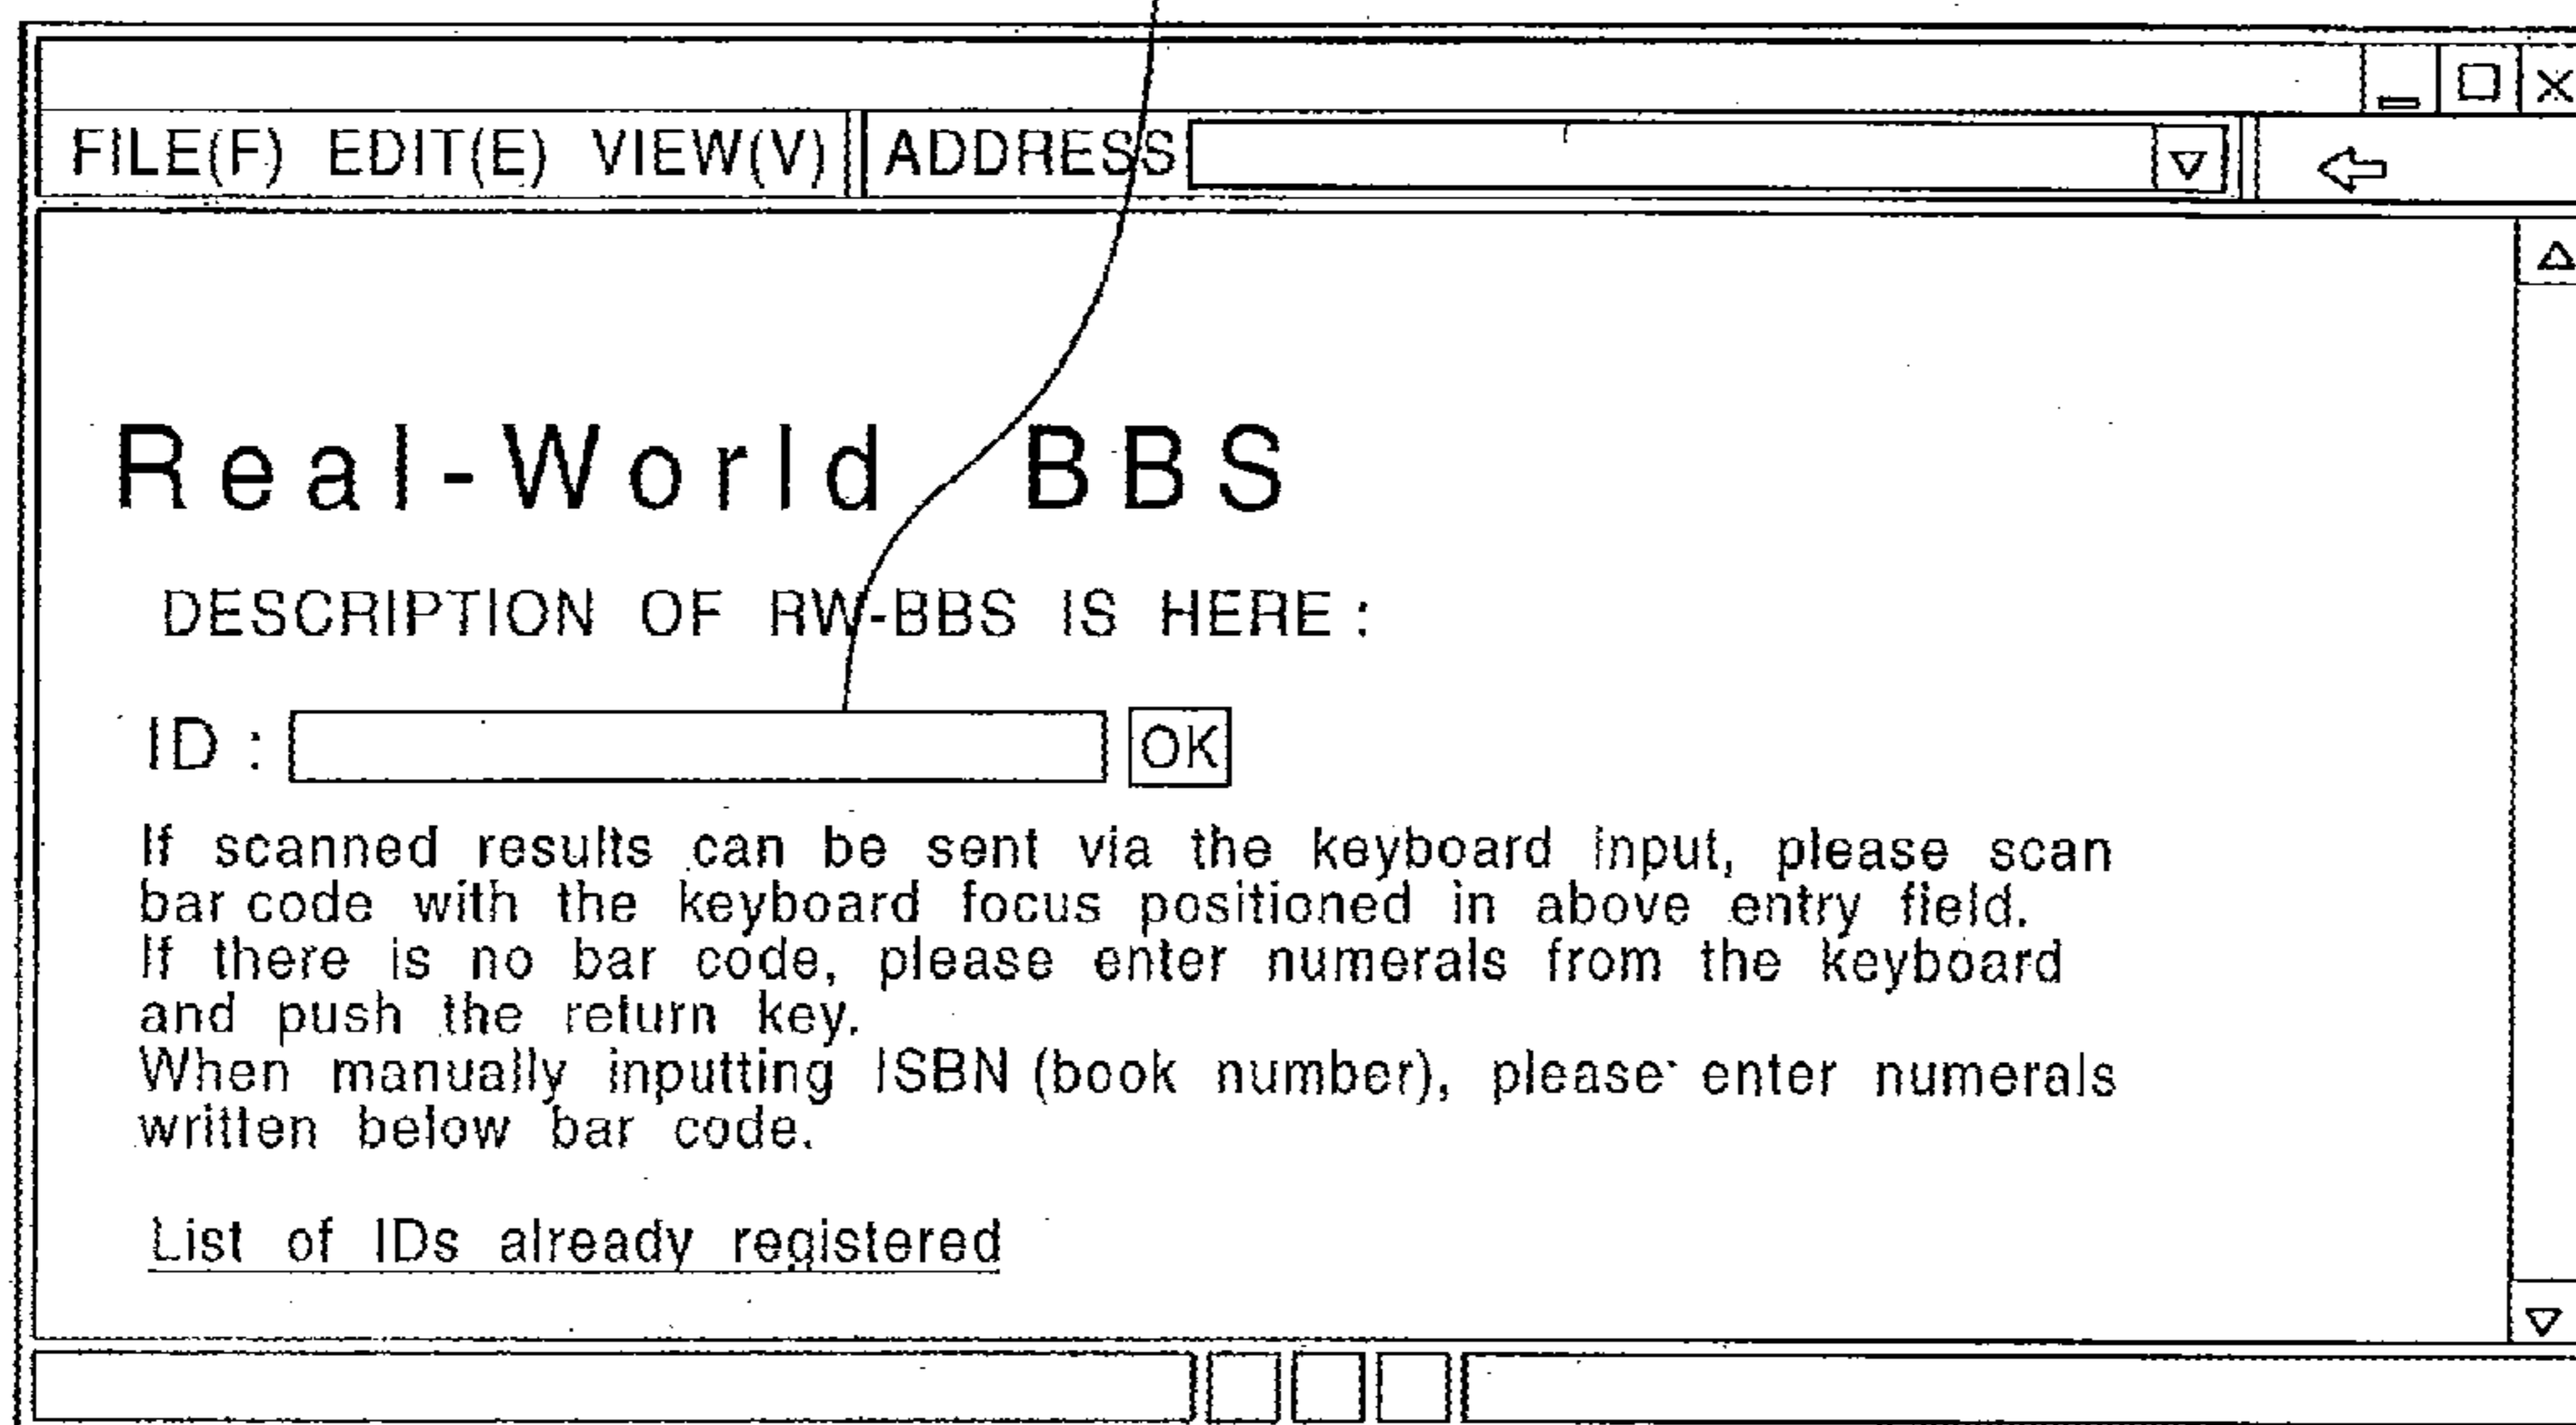 FILE(F) EDIT(E) VIEW(V) ADDRESS
Real-World BBS
DESCRIPTION OF RW-BBS IS HERE :
ID : OK
If scanned results can be sent via the keyboard input, please scan
bar code with the keyboard focus positioned in above entry field.
If there is no bar code, please enter numerals from the keyboard
and push the return key.
When manually inputting ISBN (book number), please enter numerals
written below bar code.
List of IDs already registered